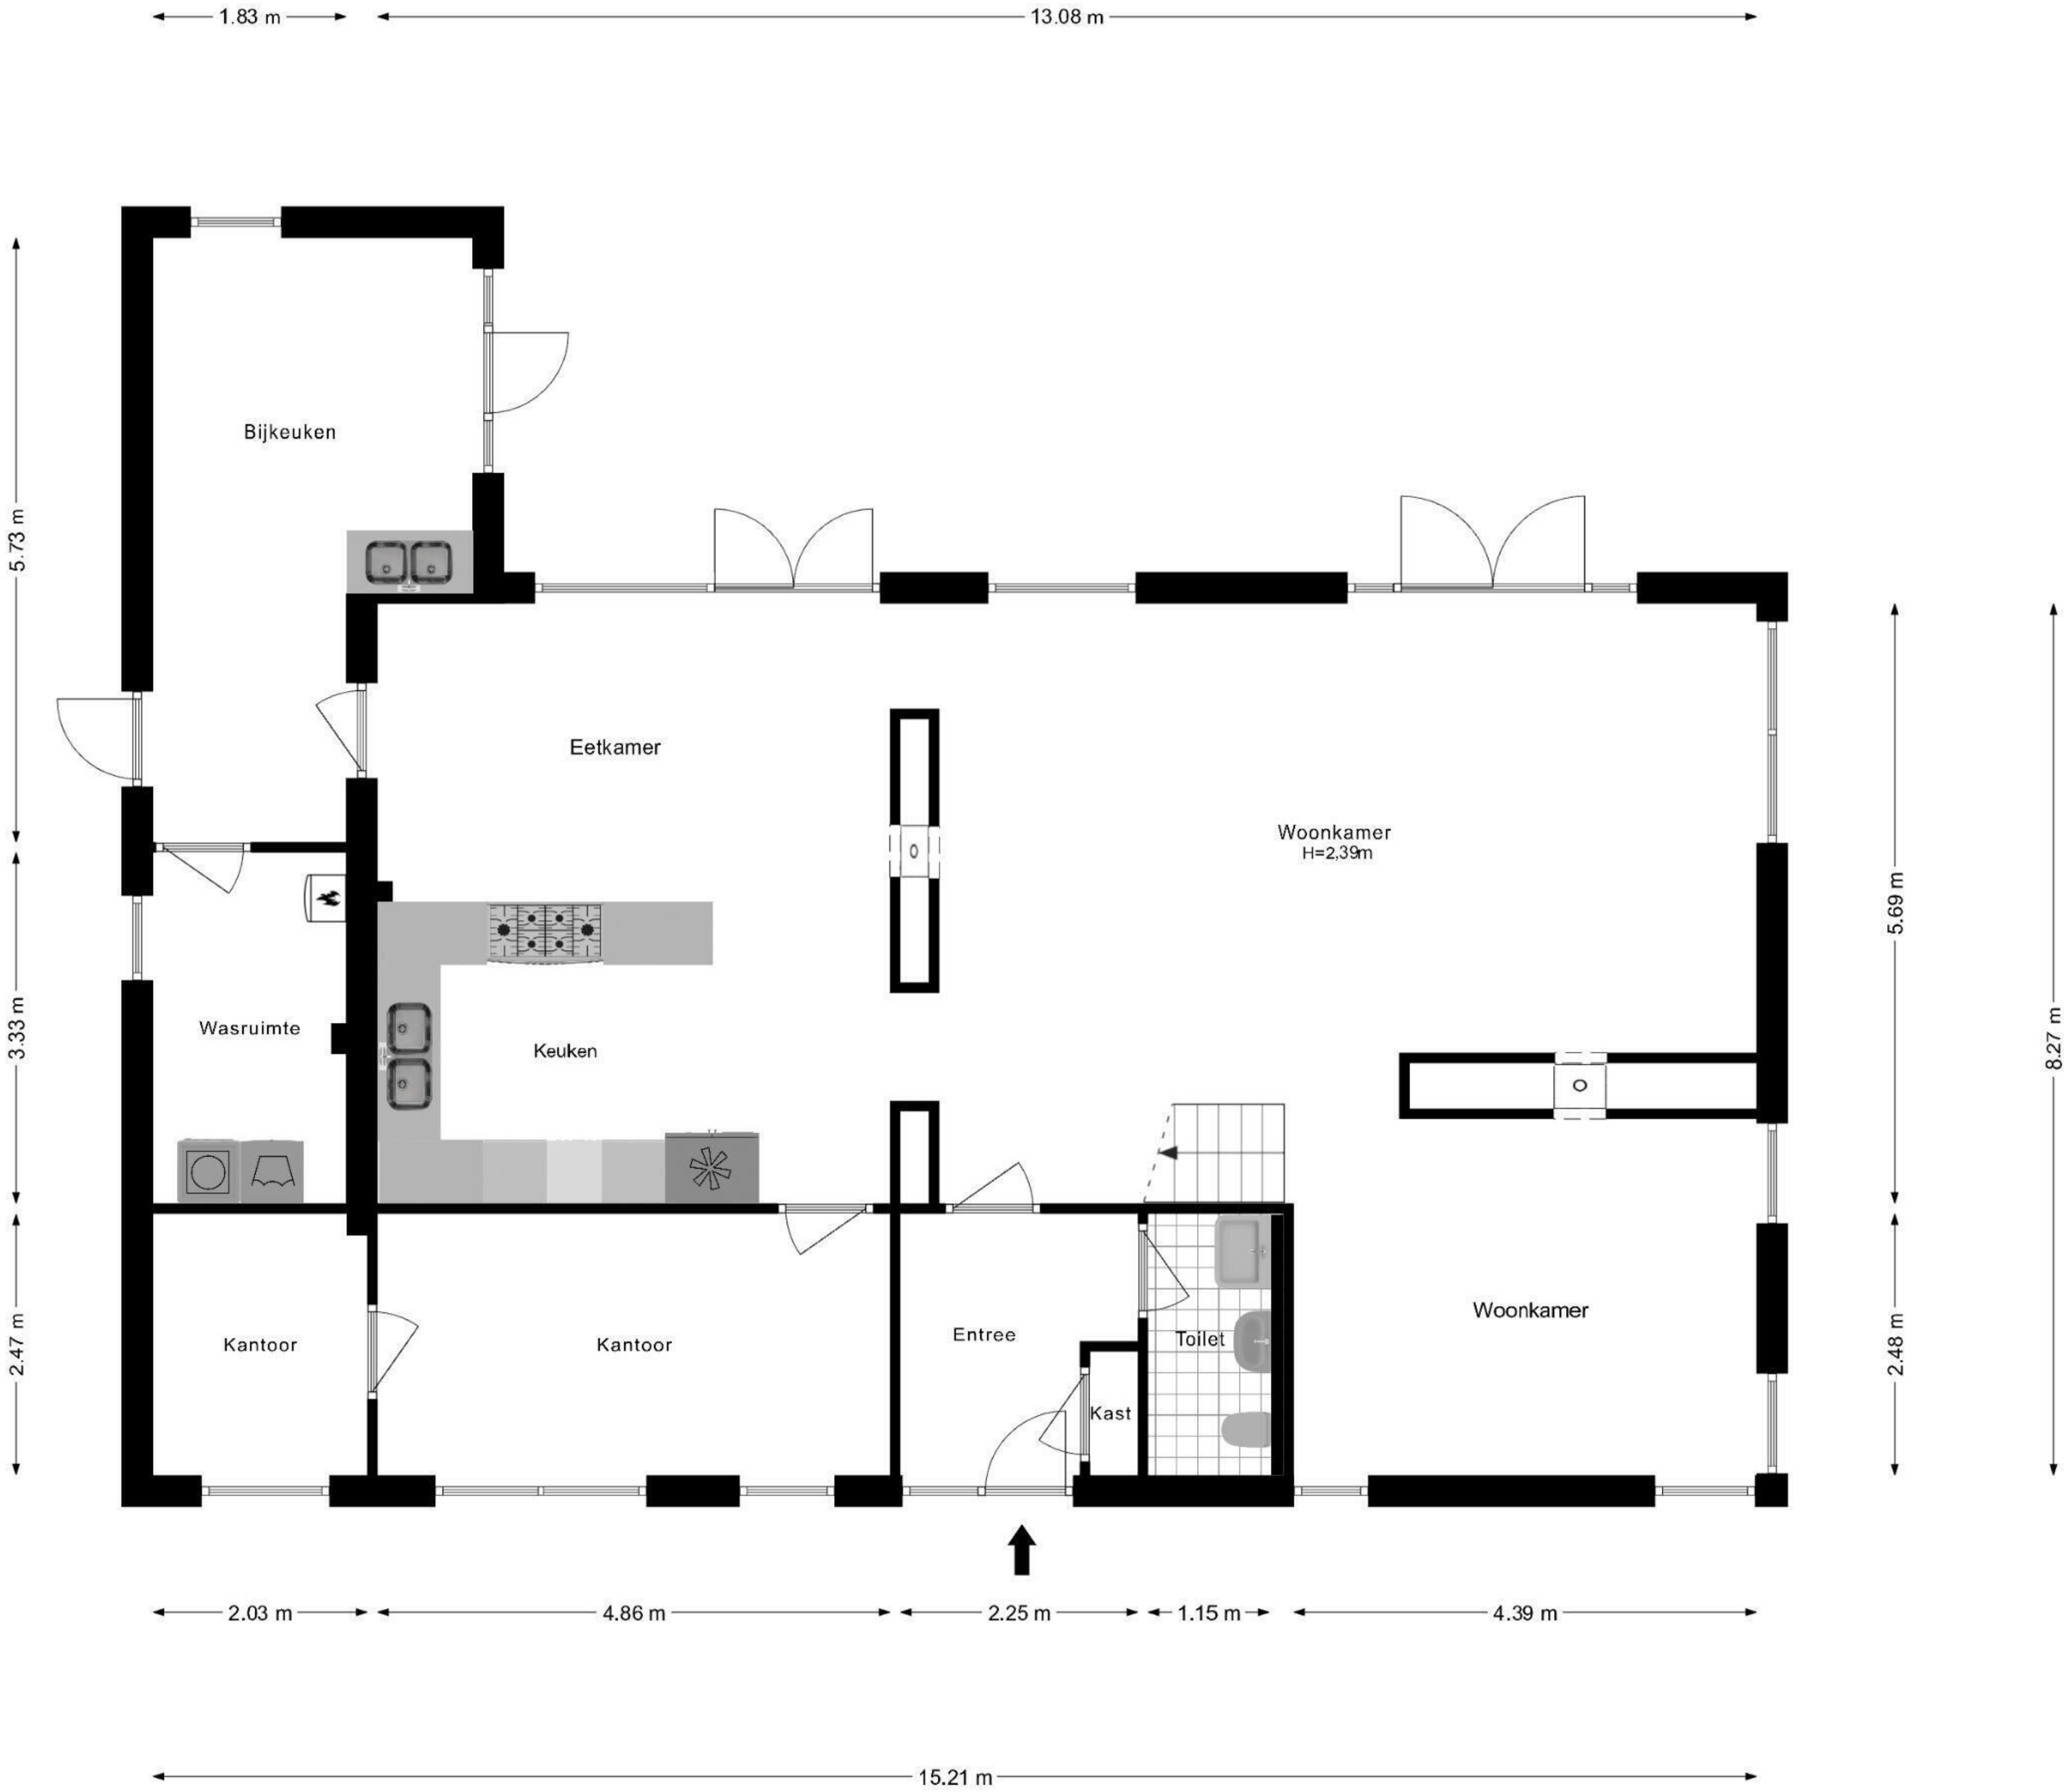 1.83 m
13.08 m
Bijkeuken
5.73 m
Eetkamer
Woonkamer
H=2,39m
5.69 m
8.27 m
Wasruimte
3.33 m
Keuken
Woonkamer
Kantoor
Kantoor
Entree
Toilet
Kast
2.47 m
2.48 m
2.03 m
4.86 m
2.25 m
1.15 m
4.39 m
15.21 m